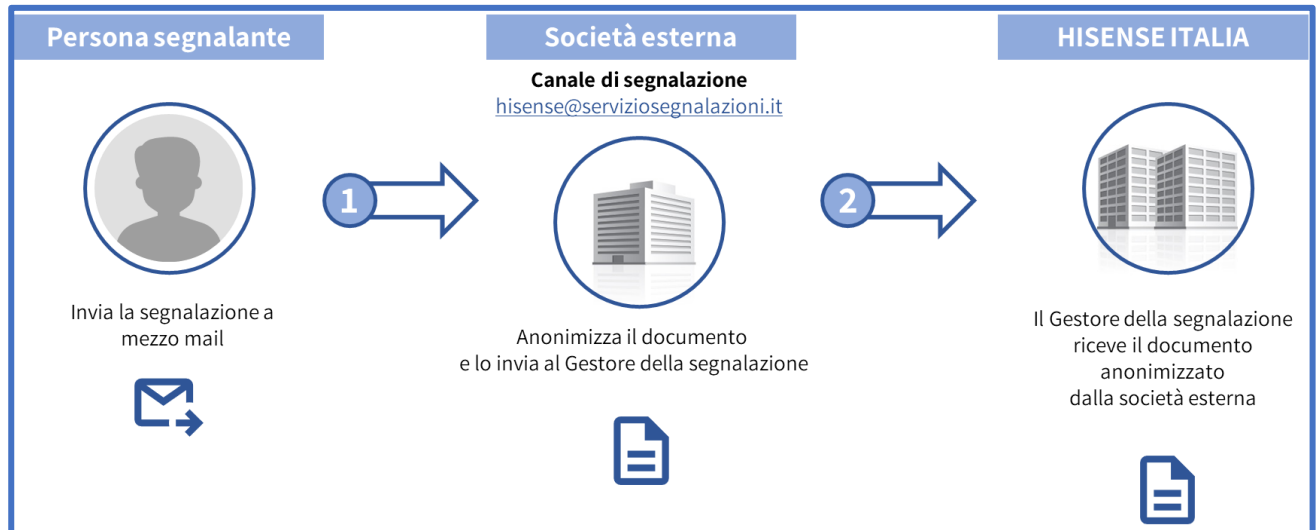 Persona segnalante
Società esterna
HISENSE ITALIA
Canale di segnalazione
hisense@serviziosegnalazioni.it
1
2
Invia la segnalazione a
mezzo mail
Anonimizza il documento
e lo invia al Gestore della segnalazione
Il Gestore della segnalazione
riceve il documento
anonimizzato
dalla società esterna